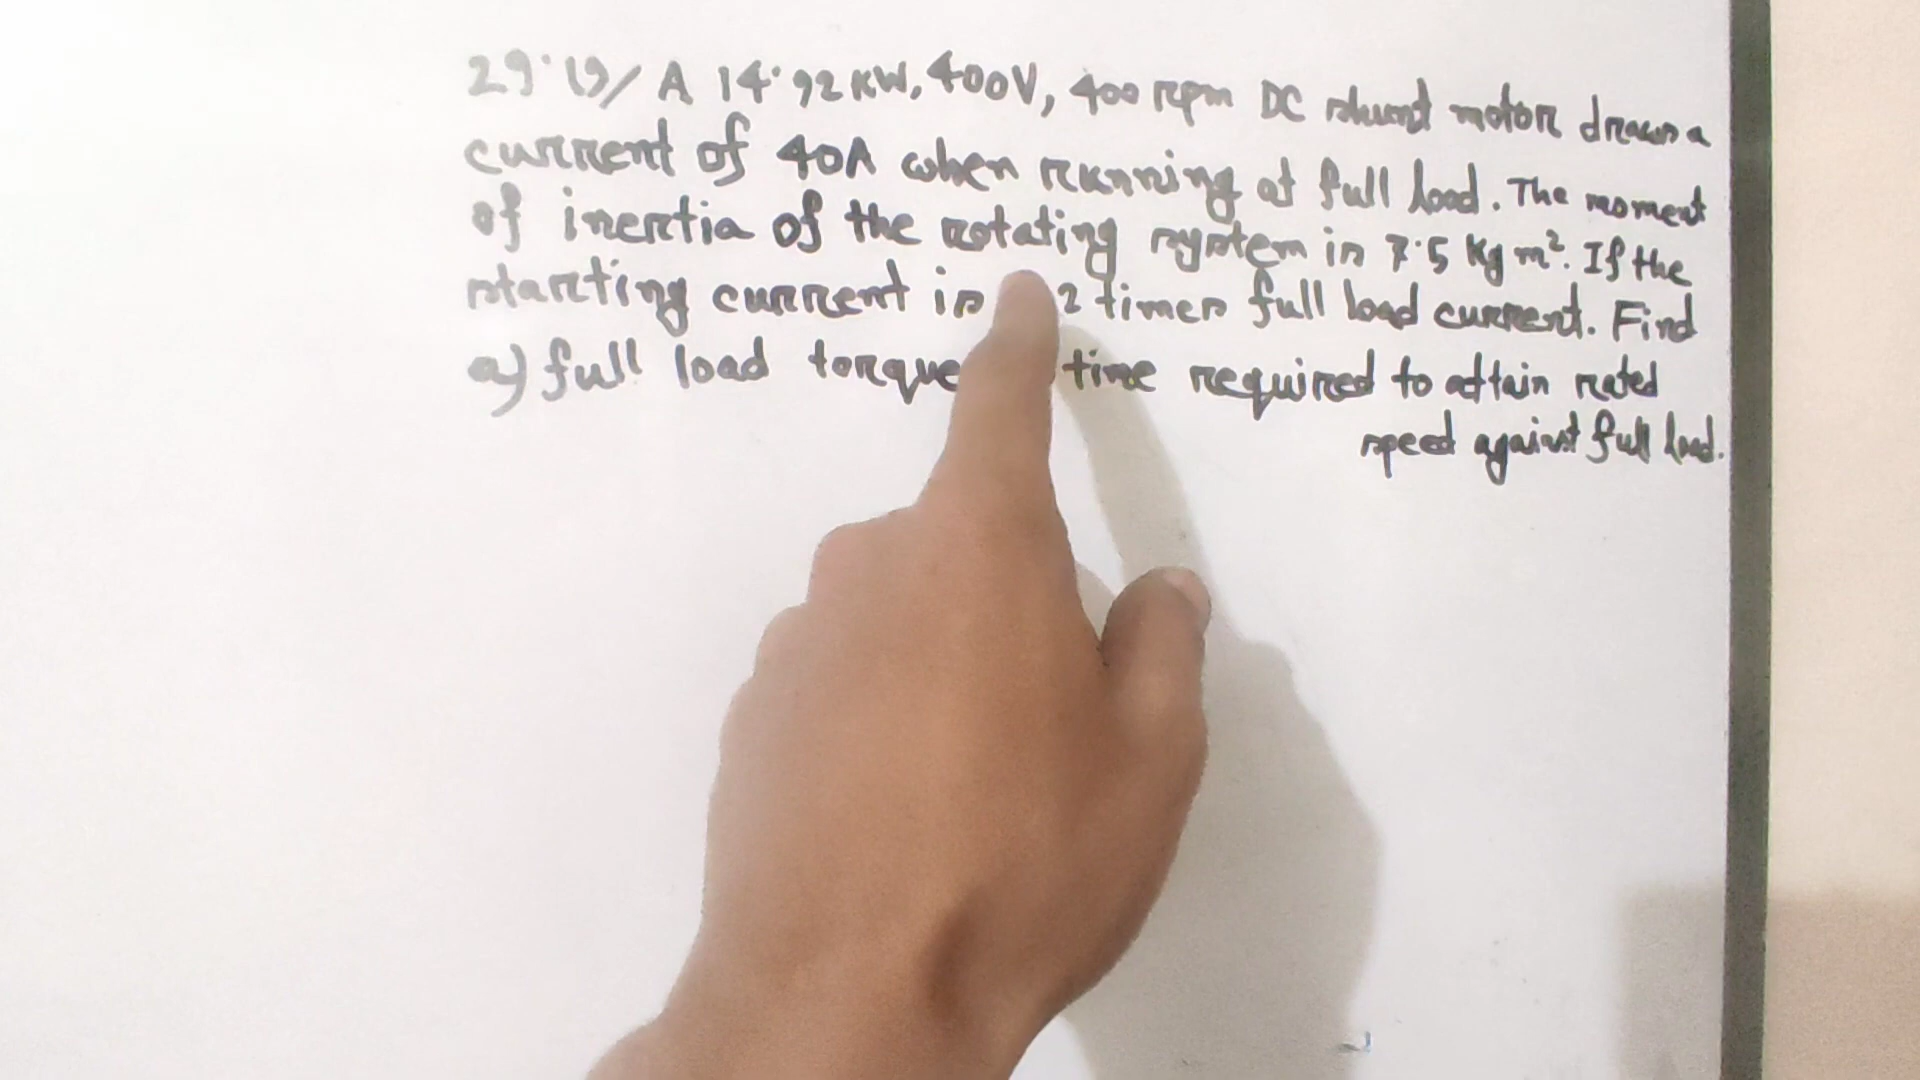 29.19/ A 14.92 KW, 400V, 400 rpm DC shunt motor draws a
current of 40A when running at full load. The moment
of inertia of the rotating system is 7.5 Kg m². If the
starting current is 2 times full load current. Find
a) full load torque time required to attain rated
speed against full load.